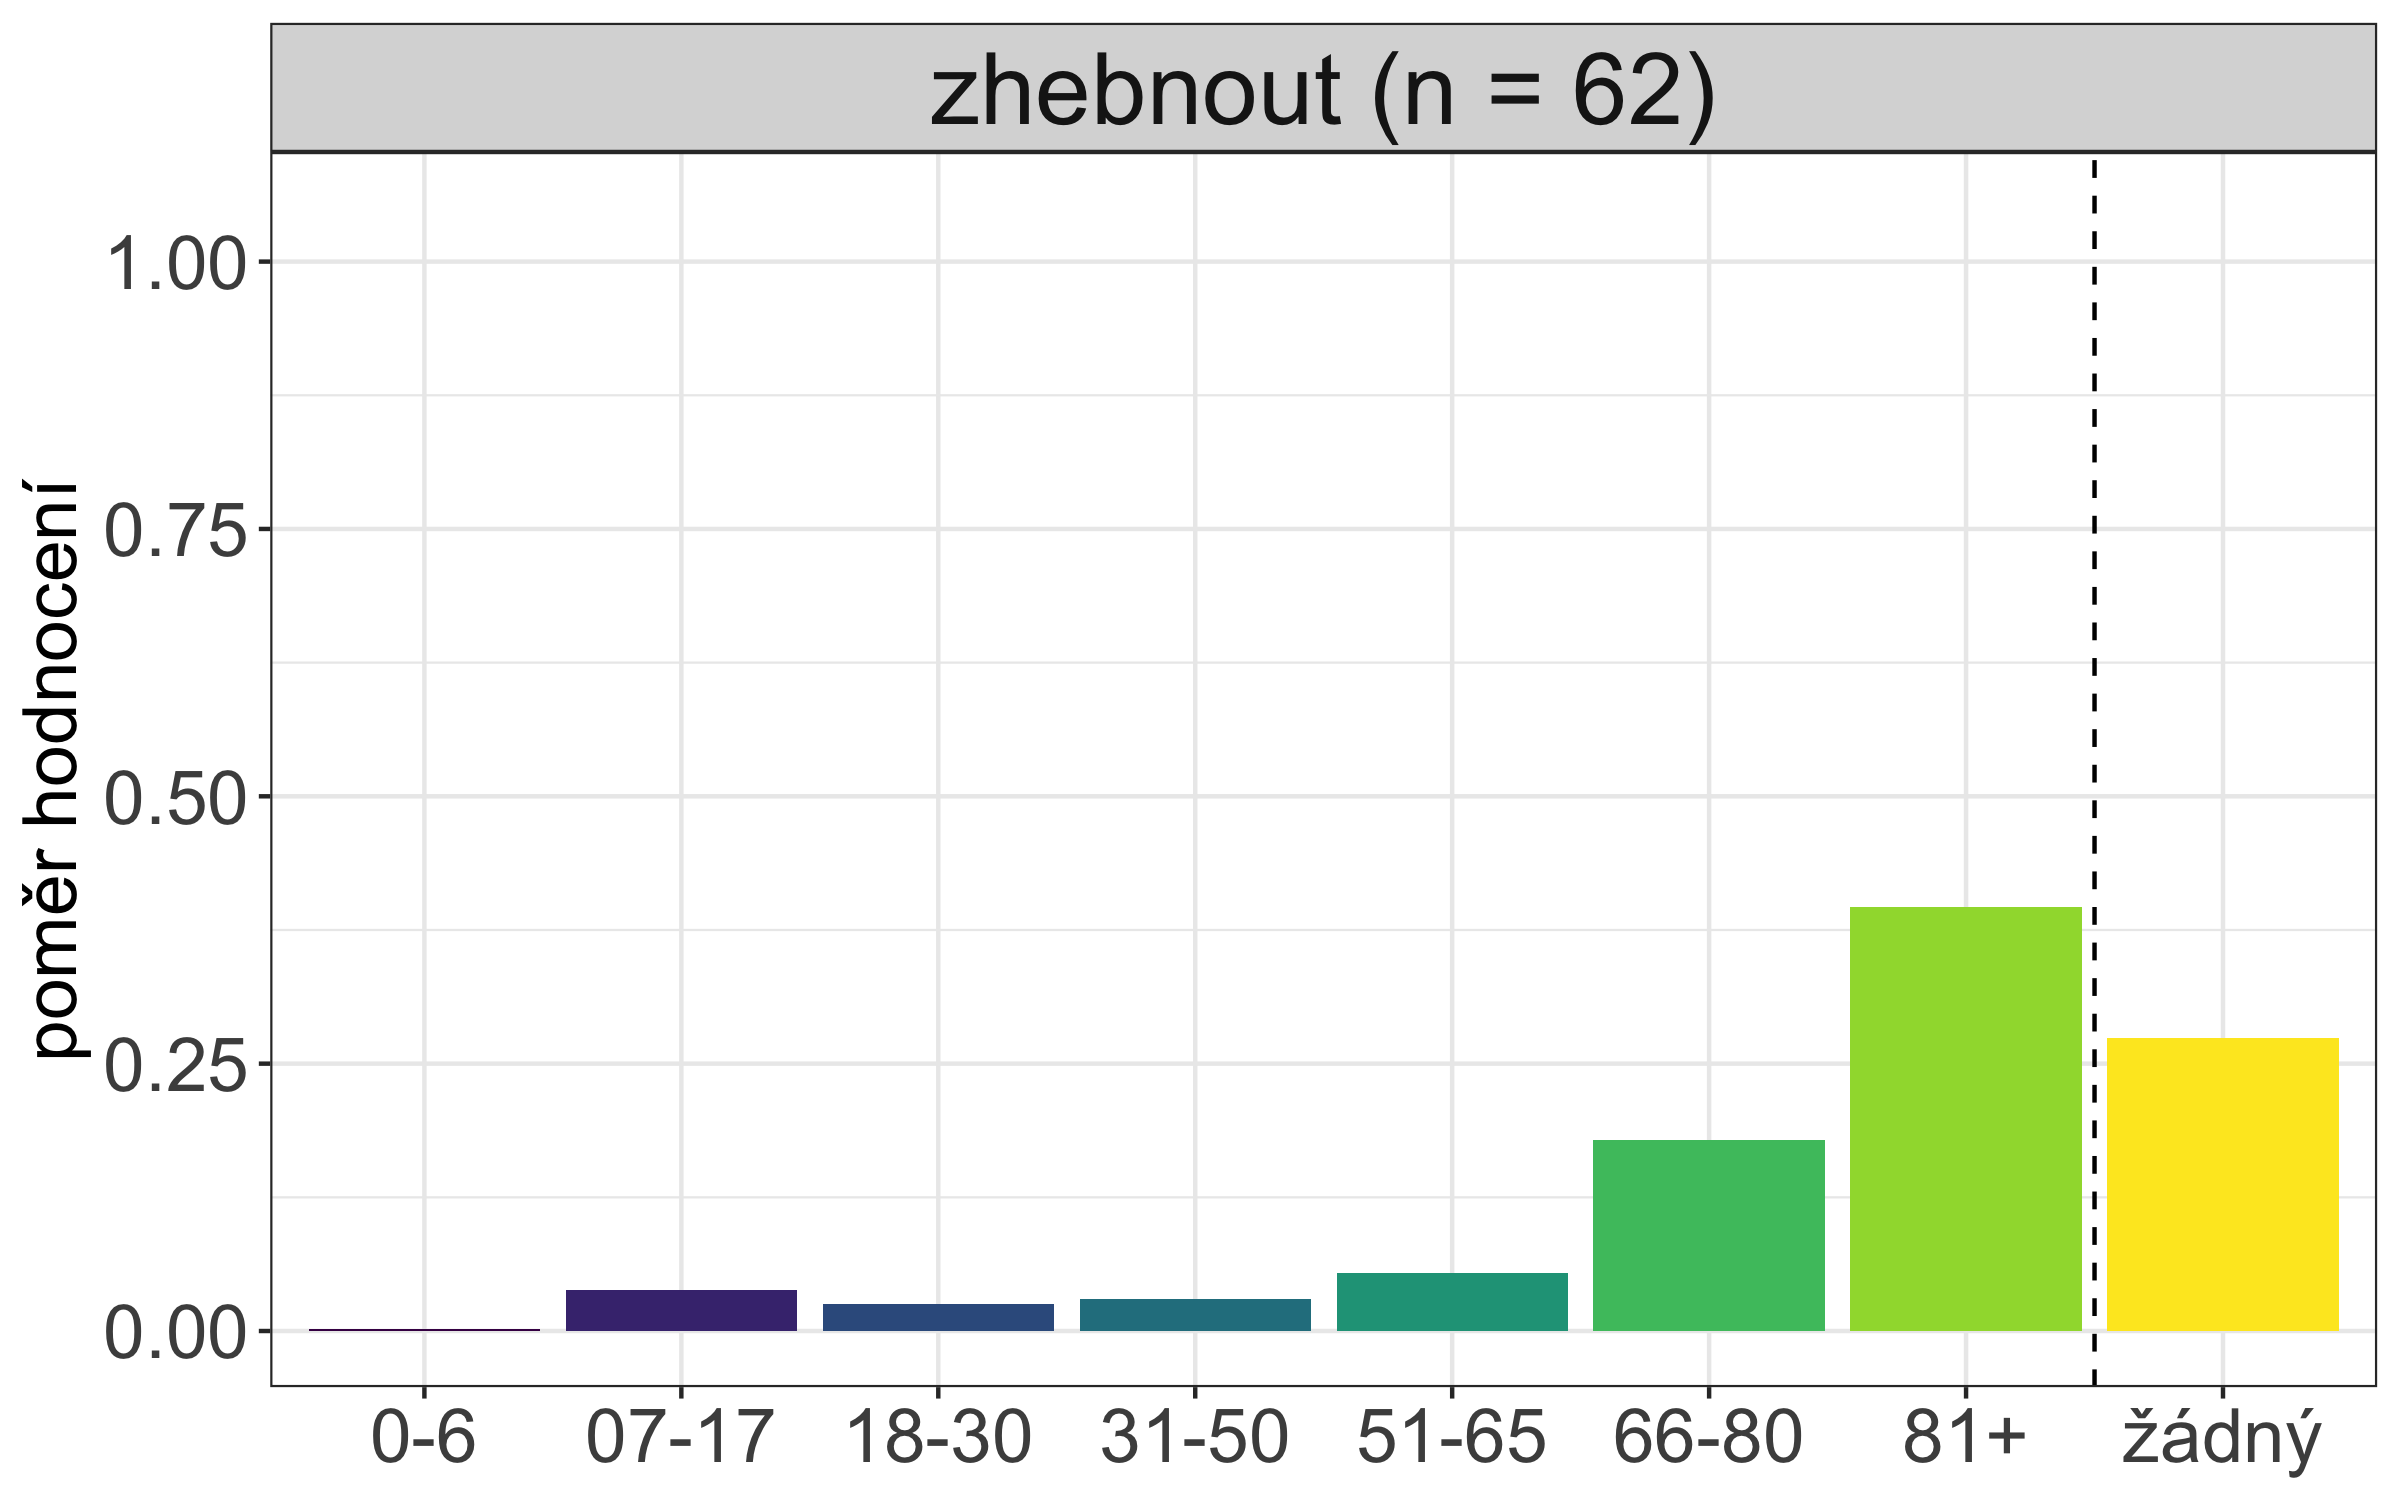 zhebnout (n = 62)
poměr hodnocení
1.00
0.75
0.50
0.25
0.00
0-6 07-17 18-30 31-50 51-65 66-80 81+ žádný